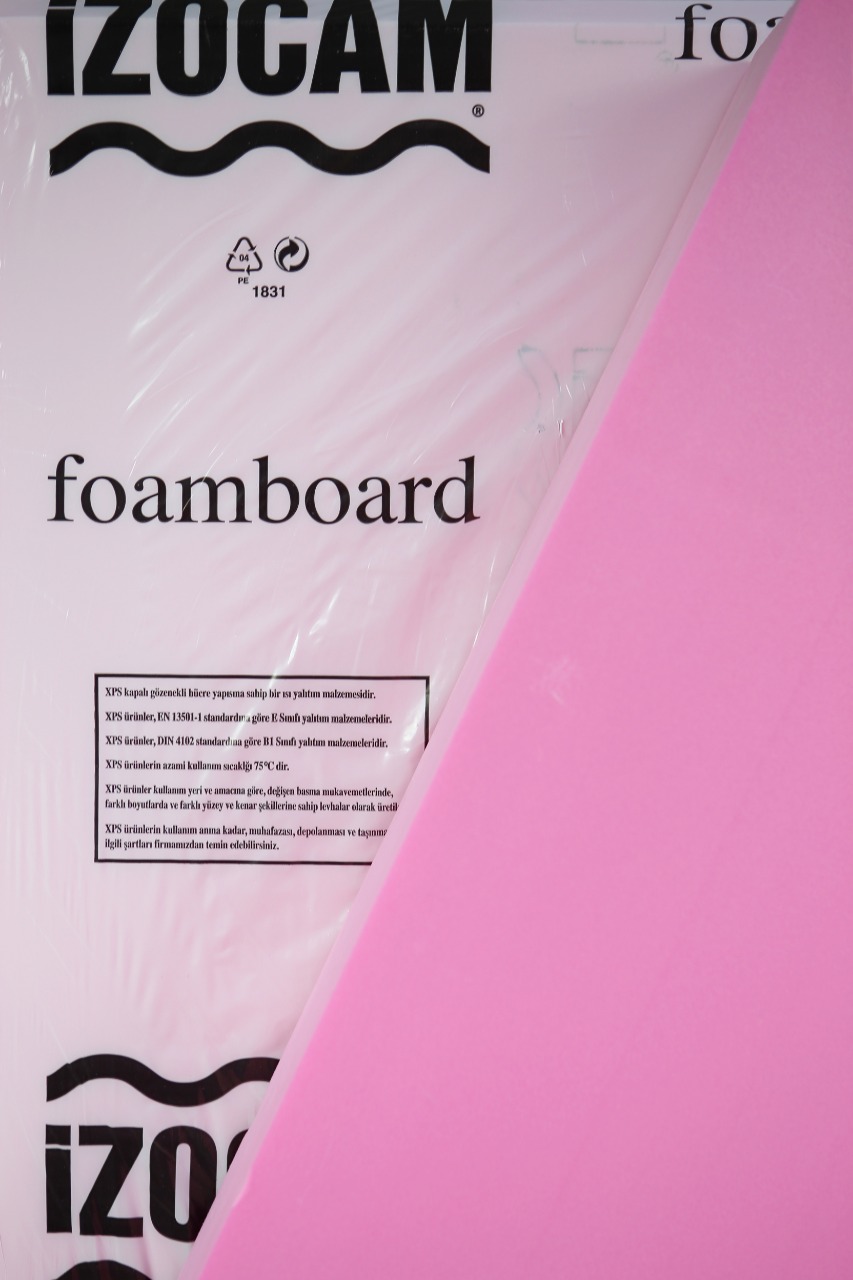 İZOCAM
®
04
PE
1831
foamboard
XPS kapalı gözenekli hücre yapısına sahip bir ısı yalıtım malzemesidir.
XPS ürünler, EN 13501-1 standardına göre E Sınıfı yalıtım malzemeleridir.
XPS ürünler, DIN 4102 standardına göre B1 Sınıfı yalıtım malzemeleridir.
XPS ürünlerin azami kullanım sıcaklığı 75°C dir.
XPS ürünler kullanım yeri ve amacına göre, değişen basma mukavemetlerinde,
farklı boyutlarda ve farklı yüzey ve kenar şekillerine sahip levhalar olarak
XPS ürünlerin kullanım anına kadar, muhafazası, depolanması ve
ilgili şartları firmamızdan temin edebilirsiniz.